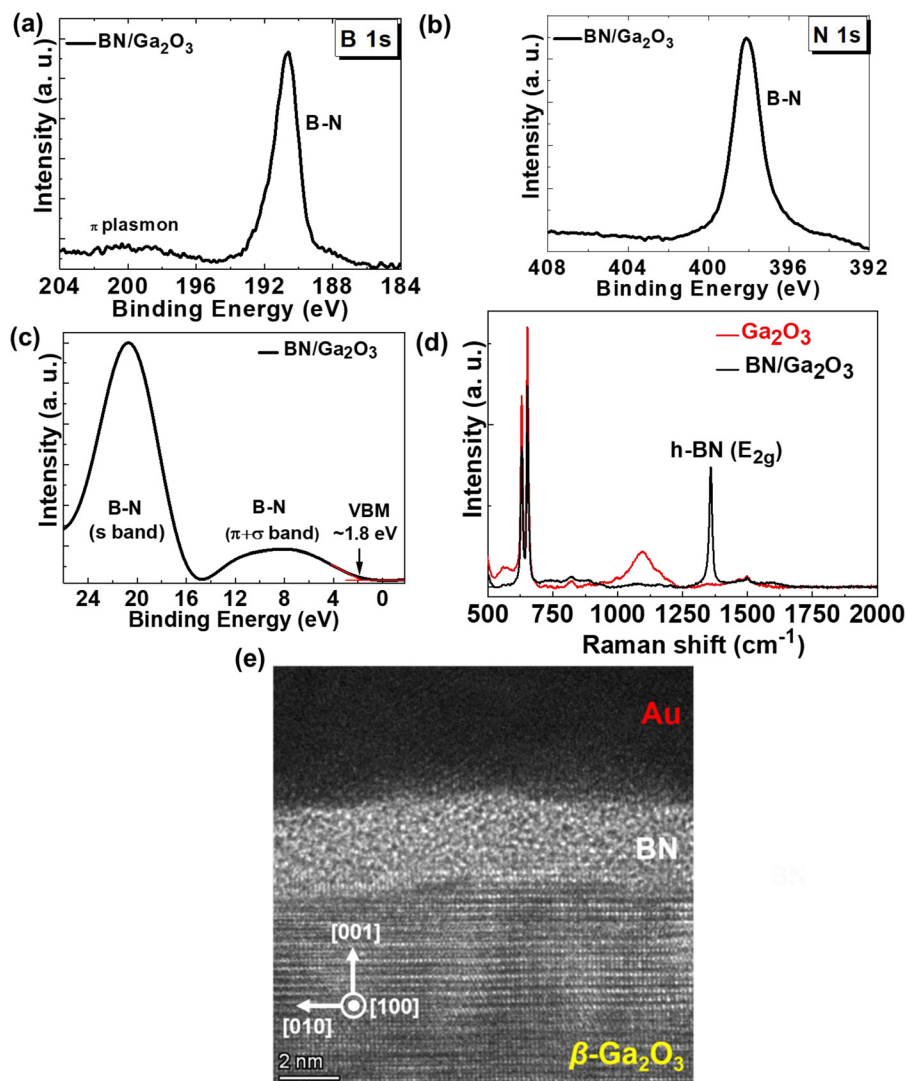 (a)
BN/Ga₂O₃
B 1s
B-N
π plasmon
Intensity (a. u.)
204 200 196 192 188 184
Binding Energy (eV)
(b)
BN/Ga₂O₃
N 1s
B-N
Intensity (a. u.)
408 404 400 396 392
Binding Energy (eV)
(c)
BN/Ga₂O₃
Intensity (a. u.)
B-N
(s band)
B-N
(π+σ band)
VBM
~1.8 eV
24 20 16 12 8 4 0
Binding Energy (eV)
(d)
Ga₂O₃
BN/Ga₂O₃
h-BN (E₂g)
Intensity (a. u.)
500 750 1000 1250 1500 1750 2000
Raman shift (cm⁻¹)
(e)
Au
BN
BN
[001]
[010]
[100]
2 nm
β-Ga₂O₃